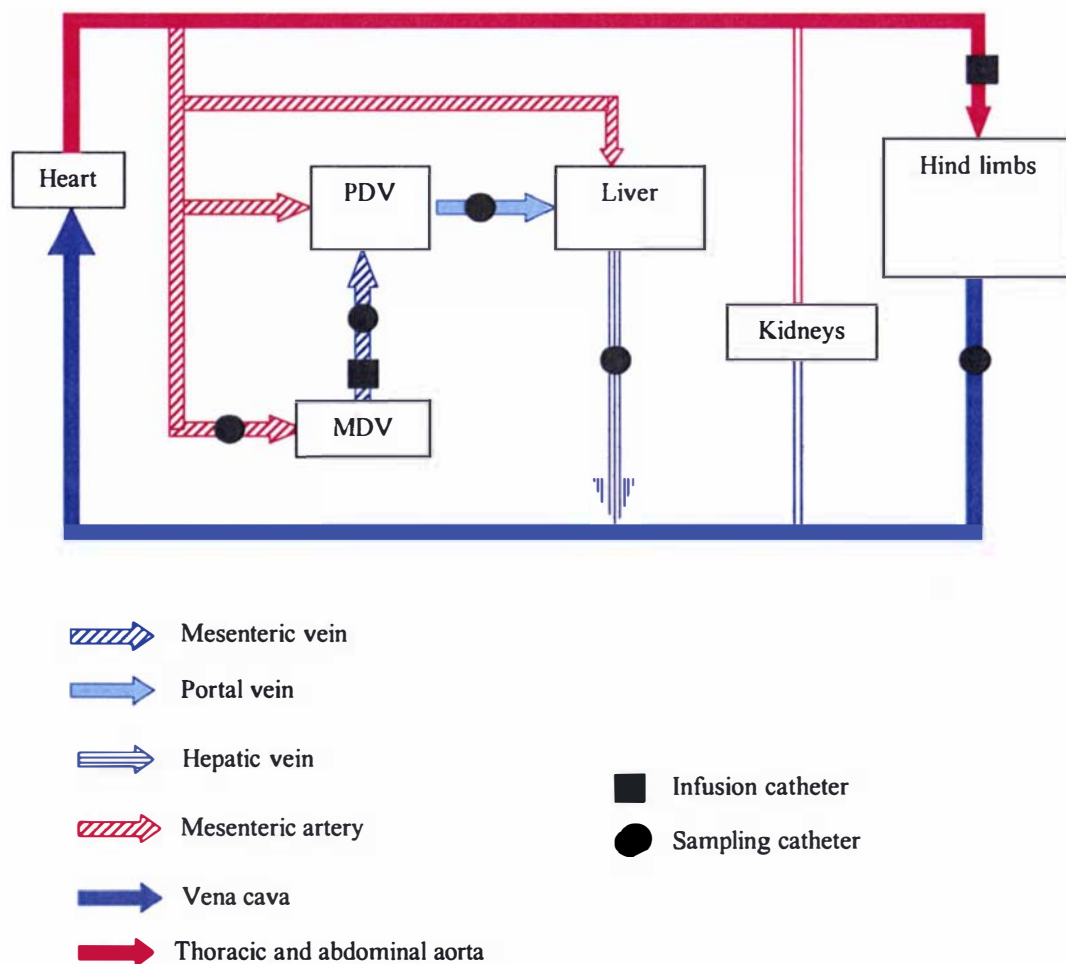 Heart
PDV
Liver
Hind limbs
Kidneys
MDV
Mesenteric vein
Portal vein
Hepatic vein
Infusion catheter
Mesenteric artery
Sampling catheter
Vena cava
Thoracic and abdominal aorta